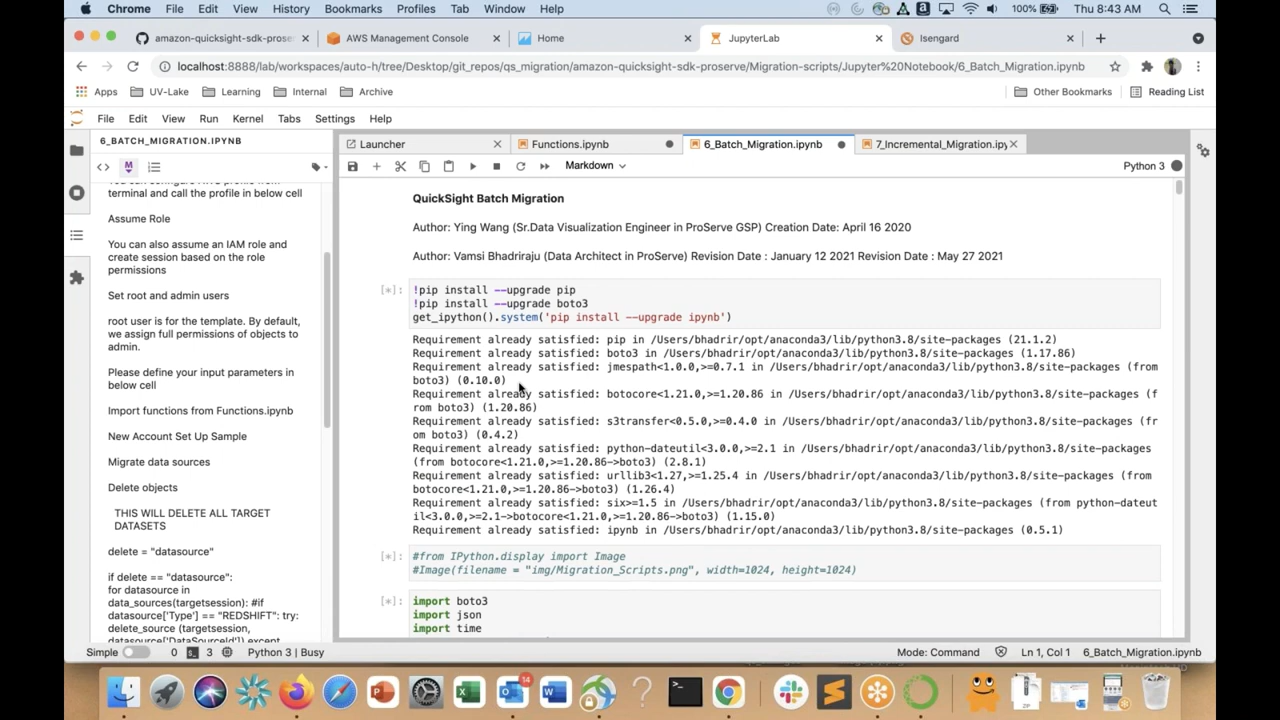 Chrome File Edit View History Bookmarks Profiles Tab Window Help 100% Thu 8:43 AM
amazon-quicksight-sdk-prose AWS Management Console Home JupyterLab Isengard
localhost:8888/lab/workspaces/auto-h/tree/Desktop/git_repos/qs_migration/amazon-quicksight-sdk-proserve/Migration-scripts/Jupyter%20Notebook/6_Batch_Migration.ipynb
Apps UV-Lake Learning Internal Archive Other Bookmarks Reading List
File Edit View Run Kernel Tabs Settings Help
6_BATCH_MIGRATION.IPYNB
terminal and call the profile in below cell
Assume Role
You can also assume an IAM role and
create session based on the role
permissions
Set root and admin users
root user is for the template. By default,
we assign full permissions of objects to
admin.
Please define your input parameters in
below cell
Import functions from Functions.ipynb
New Account Set Up Sample
Migrate data sources
Delete objects
THIS WILL DELETE ALL TARGET
DATASETS
delete = "datasource"
if delete == "datasource":
for datasource in
data_sources(targetsession): #if
datasource['Type'] == "REDSHIFT": try:
delete_source (targetsession,
datasource['DataSourceId']) except
Launcher Functions.ipynb 6_Batch_Migration.ipynb 7_Incremental_Migration.ipy
Markdown Python 3
QuickSight Batch Migration
Author: Ying Wang (Sr.Data Visualization Engineer in ProServe GSP) Creation Date: April 16 2020
Author: Vamsi Bhadriraju (Data Architect in ProServe) Revision Date : January 12 2021 Revision Date : May 27 2021
[*]: !pip install --upgrade pip
!pip install --upgrade boto3
get_ipython().system('pip install --upgrade ipynb')
Requirement already satisfied: pip in /Users/bhadrir/opt/anaconda3/lib/python3.8/site-packages (21.1.2)
Requirement already satisfied: boto3 in /Users/bhadrir/opt/anaconda3/lib/python3.8/site-packages (1.17.86)
Requirement already satisfied: jmespath<1.0.0,>=0.7.1 in /Users/bhadrir/opt/anaconda3/lib/python3.8/site-packages (from
boto3) (0.10.0)
Requirement already satisfied: botocore<1.21.0,>=1.20.86 in /Users/bhadrir/opt/anaconda3/lib/python3.8/site-packages (f
rom boto3) (1.20.86)
Requirement already satisfied: s3transfer<0.5.0,>=0.4.0 in /Users/bhadrir/opt/anaconda3/lib/python3.8/site-packages (fr
om boto3) (0.4.2)
Requirement already satisfied: python-dateutil<3.0.0,>=2.1 in /Users/bhadrir/opt/anaconda3/lib/python3.8/site-packages
(from botocore<1.21.0,>=1.20.86->boto3) (2.8.1)
Requirement already satisfied: urllib3<1.27,>=1.25.4 in /Users/bhadrir/opt/anaconda3/lib/python3.8/site-packages (from
botocore<1.21.0,>=1.20.86->boto3) (1.26.4)
Requirement already satisfied: six>=1.5 in /Users/bhadrir/opt/anaconda3/lib/python3.8/site-packages (from python-dateut
il<3.0.0,>=2.1->botocore<1.21.0,>=1.20.86->boto3) (1.15.0)
Requirement already satisfied: ipynb in /Users/bhadrir/opt/anaconda3/lib/python3.8/site-packages (0.5.1)
[*]: #from IPython.display import Image
#Image(filename = "img/Migration_Scripts.png", width=1024, height=1024)
[*]: import boto3
import json
import time
Simple 0 3 Python 3 | Busy Mode: Command Ln 1, Col 1 6_Batch_Migration.ipynb
14